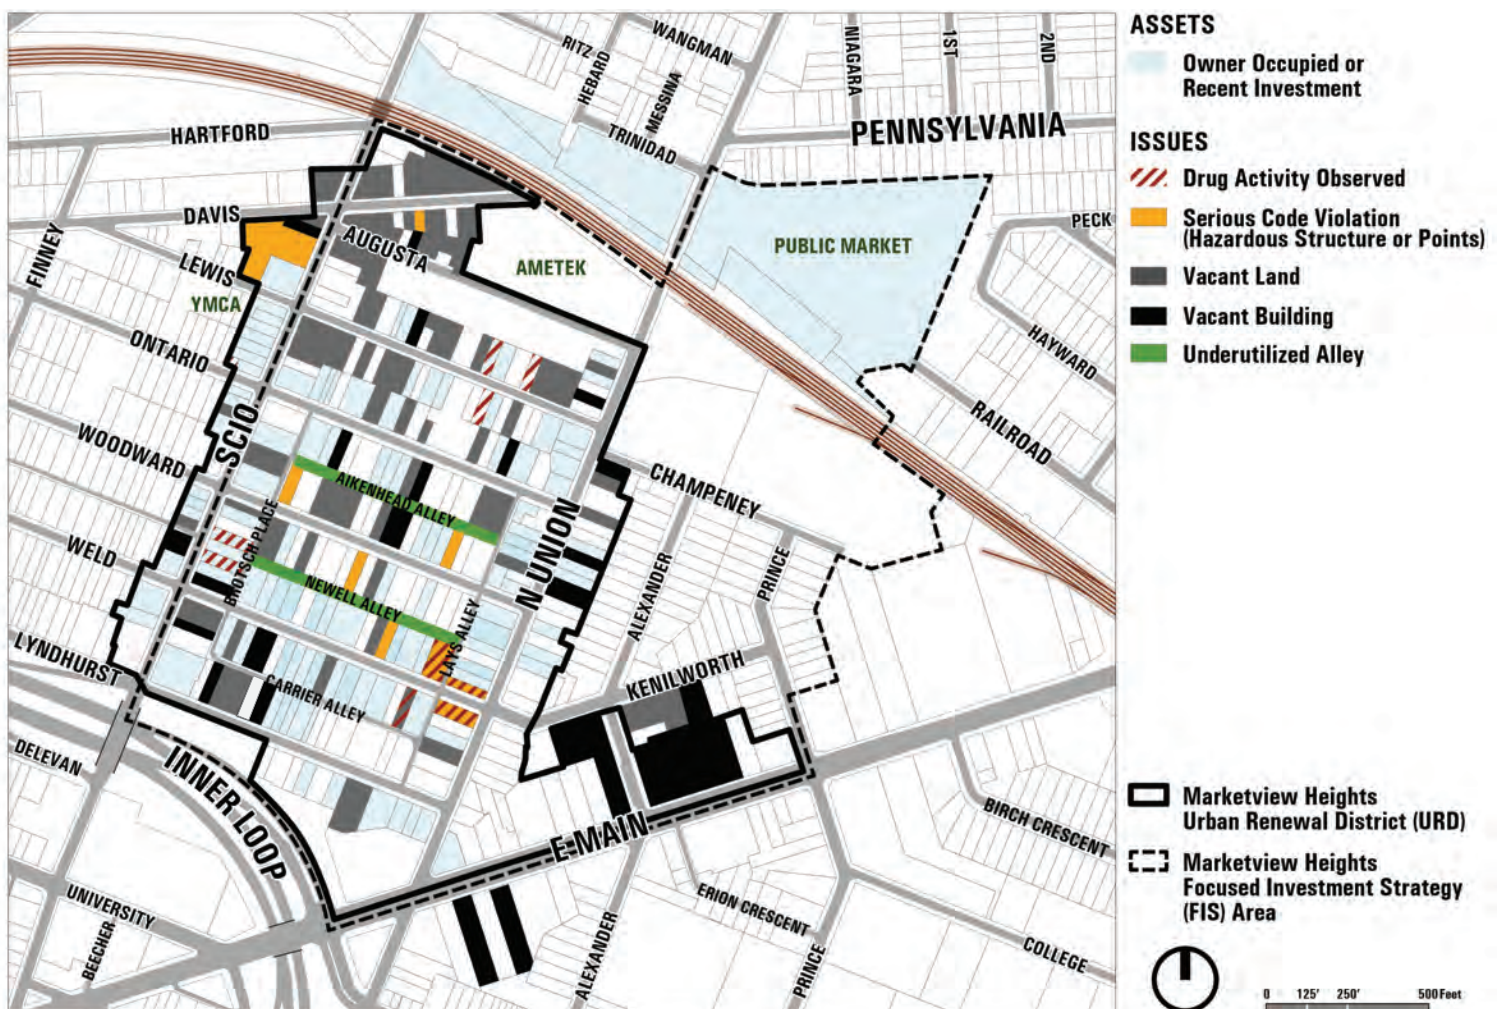 WANGMAN
RITZ
HEBARD
MESSINA
NIAGARA
1ST
2ND
HARTFORD
TRINIDAD
PENNSYLVANIA
DAVIS
FINNEY
AUGUSTA
LEWIS
YMCA
AMETEK
PUBLIC MARKET
PECK
ONTARIO
HAYWARD
SCIO
RAILROAD
WOODWARD
AIKENHEAD ALLEY
CHAMPENEY
N UNION
WELD
BROTSCH PLACE
NEWELL ALLEY
LAYS ALLEY
ALEXANDER
PRINCE
LYNDHURST
CARRIER ALLEY
KENILWORTH
DELEVAN
INNER LOOP
E MAIN
BIRCH CRESCENT
UNIVERSITY
BEECHER
ALEXANDER
ERION CRESCENT
PRINCE
COLLEGE
ASSETS
Owner Occupied or
Recent Investment
ISSUES
Drug Activity Observed
Serious Code Violation
(Hazardous Structure or Points)
Vacant Land
Vacant Building
Underutilized Alley
Marketview Heights
Urban Renewal District (URD)
Marketview Heights
Focused Investment Strategy
(FIS) Area
0 125' 250' 500 Feet